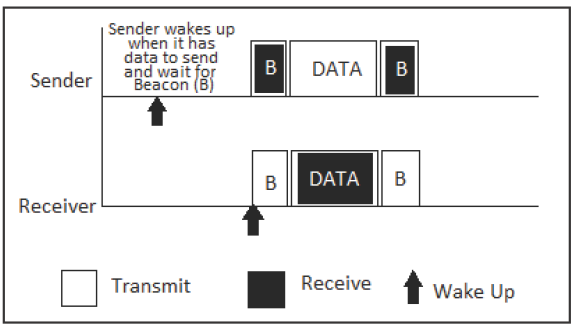 Sender wakes up
when it has
data to send
and wait for
Beacon (B)
Sender
B DATA B
B DATA B
Receiver
Transmit Receive Wake Up